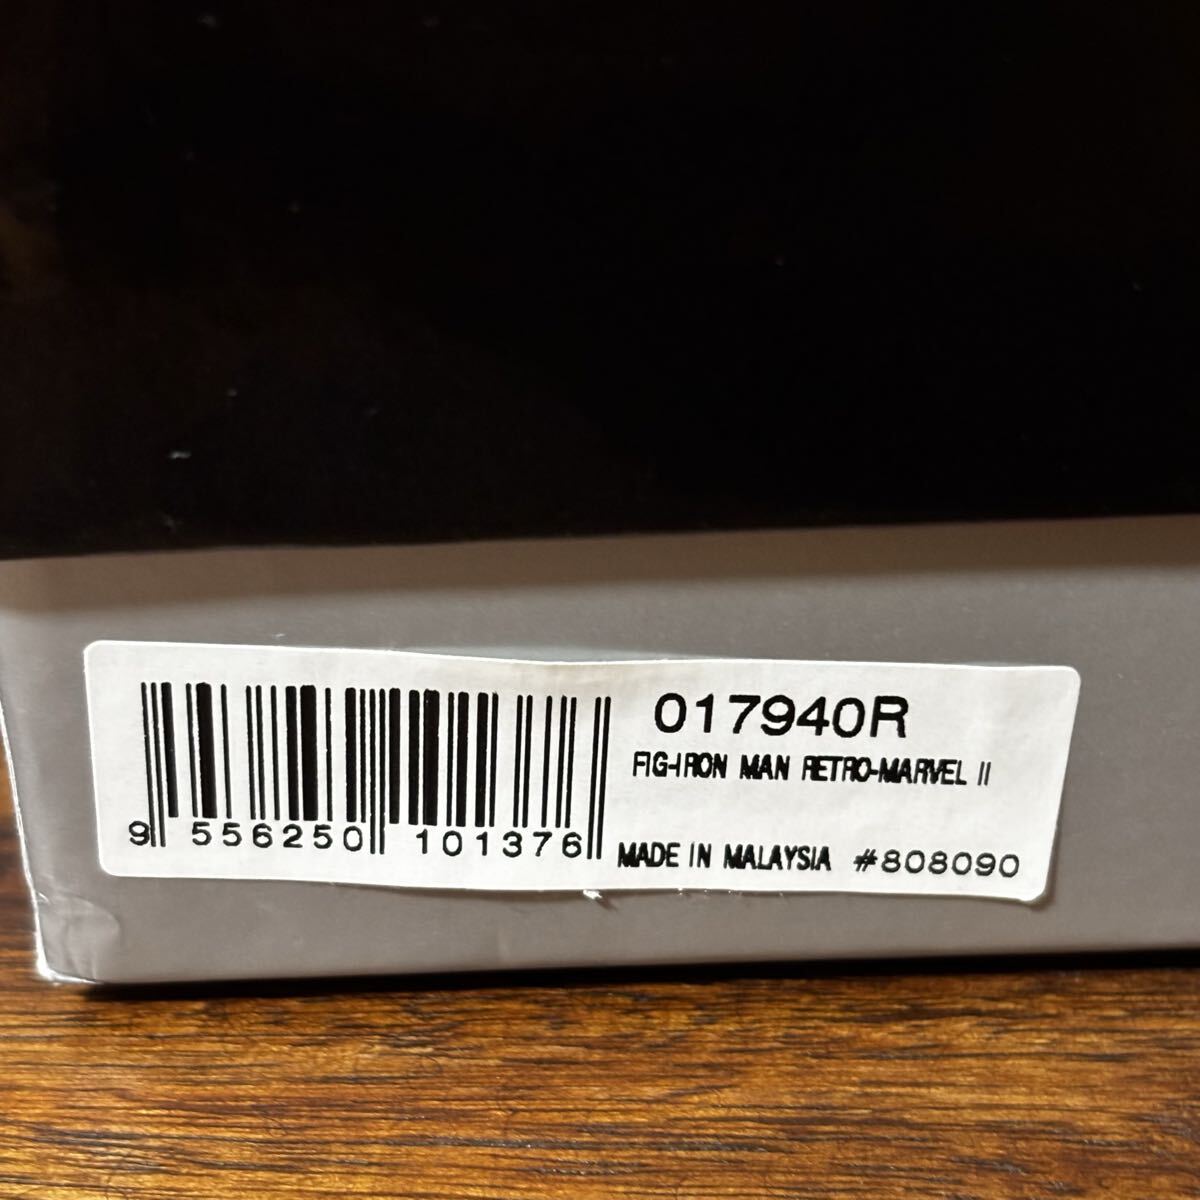 017940R
FIG-IRON MAN RETRO-MARVEL II
9 556250 101376
MADE IN MALAYSIA #808090